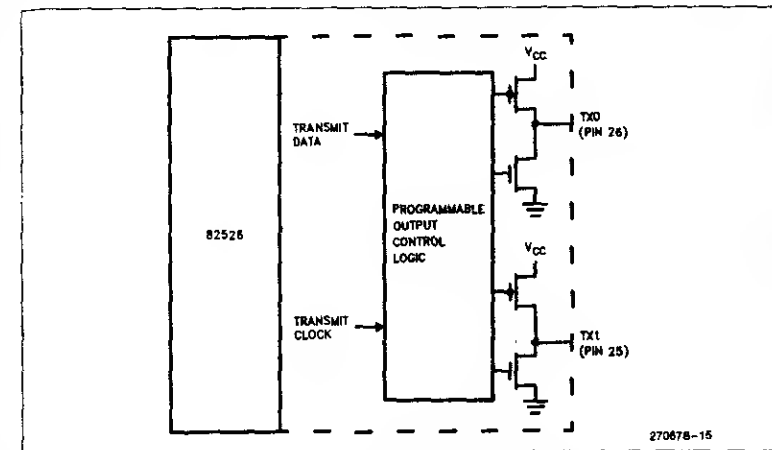 VCC
TRANSMIT
DATA
TX0
(PIN 26)
82526
PROGRAMMABLE
OUTPUT
CONTROL
LOGIC
VCC
TRANSMIT
CLOCK
TX1
(PIN 25)
270678-15